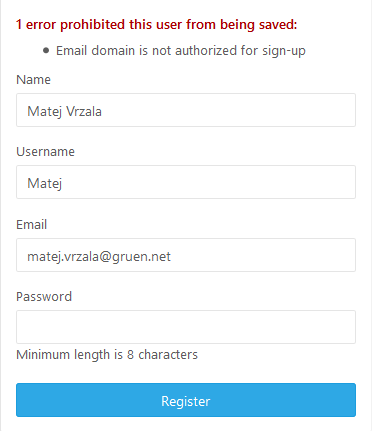 1 error prohibited this user from being saved:
• Email domain is not authorized for sign-up
Name
Matej Vrzala
Username
Matej
Email
matej.vrzala@gruen.net
Password
Minimum length is 8 characters
Register